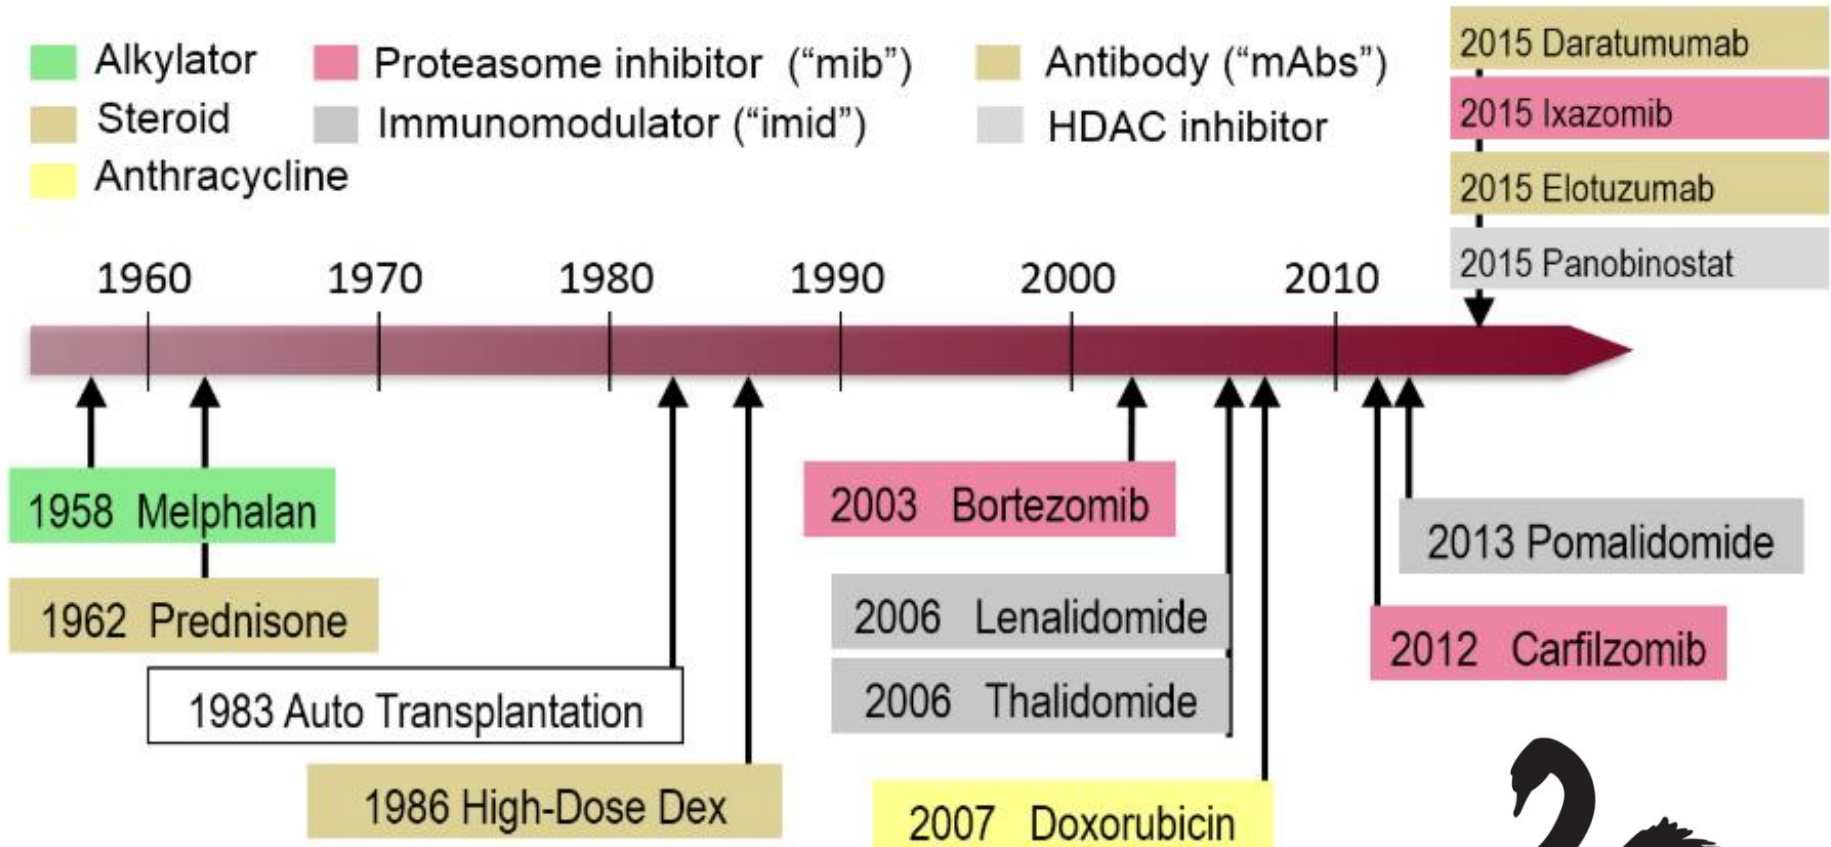 Alkylator
Proteasome inhibitor (“mib”)
Antibody (“mAbs”)
Steroid
Immunomodulator (“imid”)
HDAC inhibitor
Anthracycline
2015 Daratumumab
2015 Ixazomib
2015 Elotuzumab
2015 Panobinostat
1960 1970 1980 1990 2000 2010
1958 Melphalan
1962 Prednisone
1983 Auto Transplantation
1986 High-Dose Dex
2003 Bortezomib
2006 Lenalidomide
2006 Thalidomide
2007 Doxorubicin
2013 Pomalidomide
2012 Carfilzomib